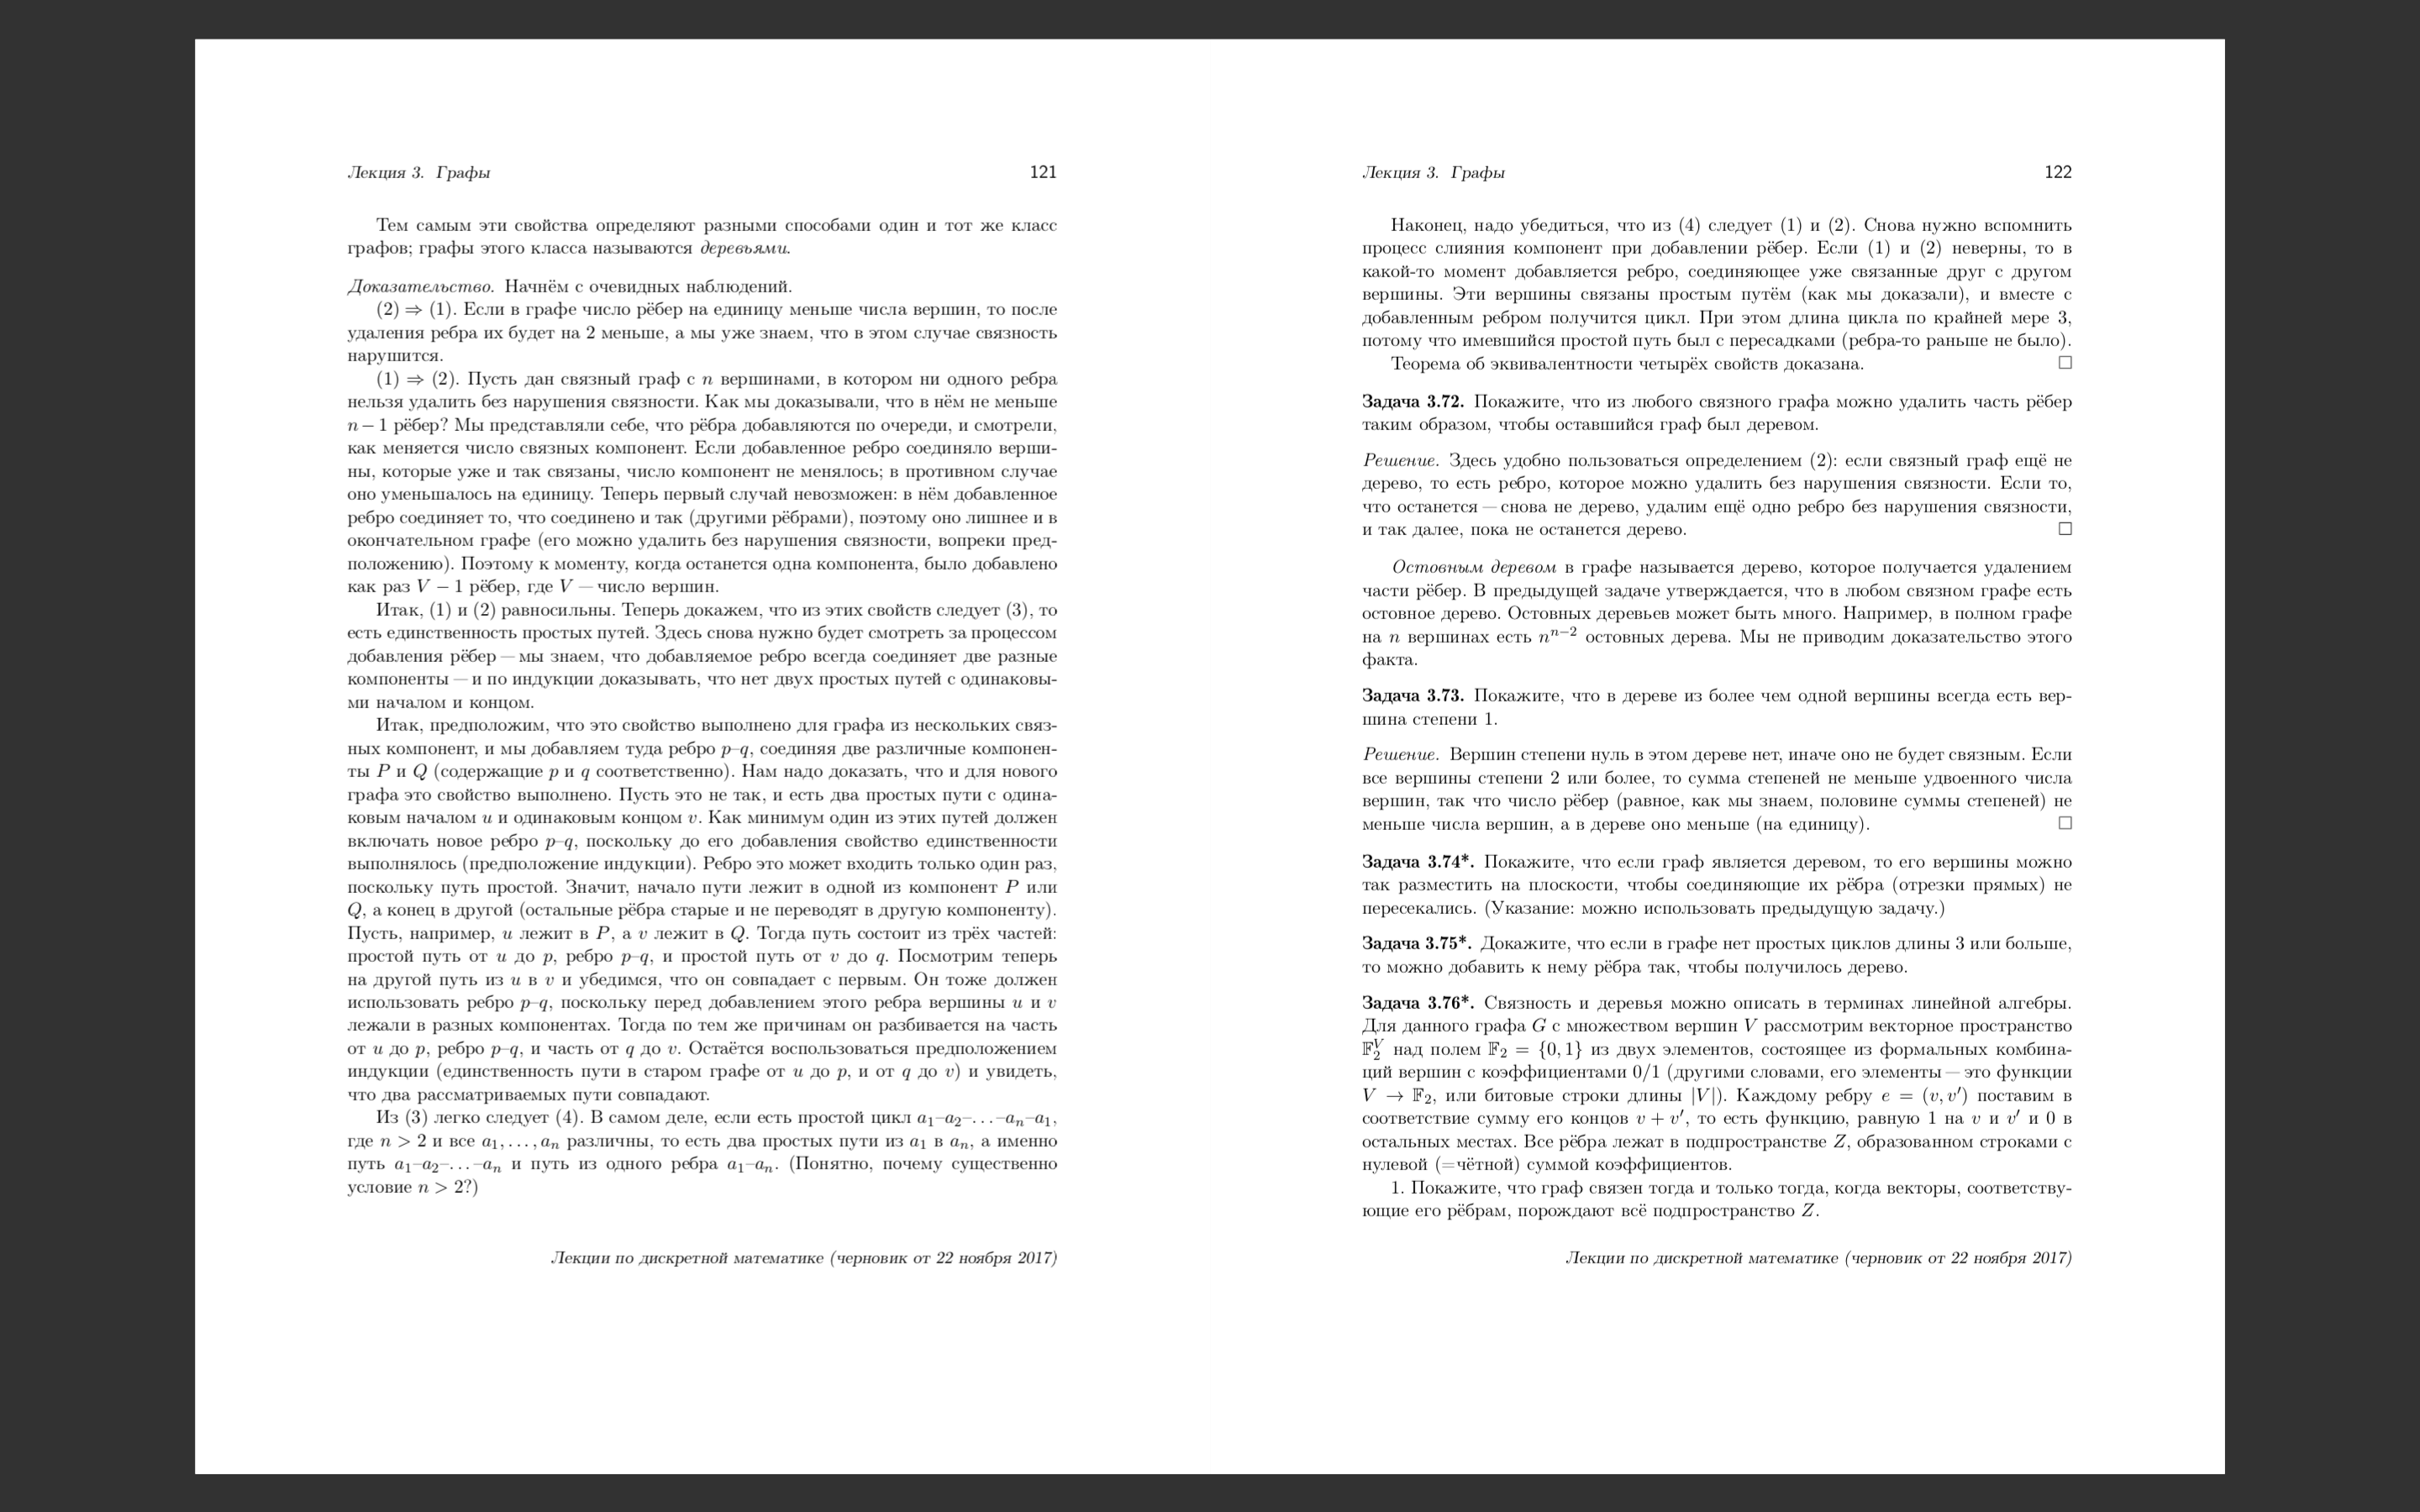 Лекция 3. Графы 121
Тем самым эти свойства определяют разными способами один и тот же класс
графов; графы этого класса называются деревьями.
Доказательство. Начнём с очевидных наблюдений.
(2) ⇒ (1). Если в графе число рёбер на единицу меньше числа вершин, то после
удаления ребра их будет на 2 меньше, а мы уже знаем, что в этом случае связность
нарушится.
(1) ⇒ (2). Пусть дан связный граф с n вершинами, в котором ни одного ребра
нельзя удалить без нарушения связности. Как мы доказывали, что в нём не меньше
n − 1 рёбер? Мы представляли себе, что рёбра добавляются по очереди, и смотрели,
как меняется число связных компонент. Если добавленное ребро соединяло верши-
ны, которые уже и так связаны, число компонент не менялось; в противном случае
оно уменьшалось на единицу. Теперь первый случай невозможен: в нём добавленное
ребро соединяет то, что соединено и так (другими рёбрами), поэтому оно лишнее и в
окончательном графе (его можно удалить без нарушения связности, вопреки пред-
положению). Поэтому к моменту, когда останется одна компонента, было добавлено
как раз V − 1 рёбер, где V — число вершин.
Итак, (1) и (2) равносильны. Теперь докажем, что из этих свойств следует (3), то
есть единственность простых путей. Здесь снова нужно будет смотреть за процессом
добавления рёбер — мы знаем, что добавляемое ребро всегда соединяет две разные
компоненты — и по индукции доказывать, что нет двух простых путей с одинаковы-
ми началом и концом.
Итак, предположим, что это свойство выполнено для графа из нескольких связ-
ных компонент, и мы добавляем туда ребро p–q, соединяя две различные компонен-
ты P и Q (содержащие p и q соответственно). Нам надо доказать, что и для нового
графа это свойство выполнено. Пусть это не так, и есть два простых пути с одина-
ковым началом u и одинаковым концом v. Как минимум один из этих путей должен
включать новое ребро p–q, поскольку до его добавления свойство единственности
выполнялось (предположение индукции). Ребро это может входить только один раз,
поскольку путь простой. Значит, начало пути лежит в одной из компонент P или
Q, а конец в другой (остальные рёбра старые и не переводят в другую компоненту).
Пусть, например, u лежит в P, а v лежит в Q. Тогда путь состоит из трёх частей:
простой путь от u до p, ребро p–q, и простой путь от v до q. Посмотрим теперь
на другой путь из u в v и убедимся, что он совпадает с первым. Он тоже должен
использовать ребро p–q, поскольку перед добавлением этого ребра вершины u и v
лежали в разных компонентах. Тогда по тем же причинам он разбивается на часть
от u до p, ребро p–q, и часть от q до v. Остаётся воспользоваться предположением
индукции (единственность пути в старом графе от u до p, и от q до v) и увидеть,
что два рассматриваемых пути совпадают.
Из (3) легко следует (4). В самом деле, если есть простой цикл a₁–a₂–…–aₙ–a₁,
где n > 2 и все a₁, …, aₙ различны, то есть два простых пути из a₁ в aₙ, а именно
путь a₁–a₂–…–aₙ и путь из одного ребра a₁–aₙ. (Понятно, почему существенно
условие n > 2?)
Лекции по дискретной математике (черновик от 22 ноября 2017)
Лекция 3. Графы 122
Наконец, надо убедиться, что из (4) следует (1) и (2). Снова нужно вспомнить
процесс слияния компонент при добавлении рёбер. Если (1) и (2) неверны, то в
какой-то момент добавляется ребро, соединяющее уже связанные друг с другом
вершины. Эти вершины связаны простым путём (как мы доказали), и вместе с
добавленным ребром получится цикл. При этом длина цикла по крайней мере 3,
потому что имевшийся простой путь был с пересадками (ребра-то раньше не было).
Теорема об эквивалентности четырёх свойств доказана. □
Задача 3.72. Покажите, что из любого связного графа можно удалить часть рёбер
таким образом, чтобы оставшийся граф был деревом.
Решение. Здесь удобно пользоваться определением (2): если связный граф ещё не
дерево, то есть ребро, которое можно удалить без нарушения связности. Если то,
что останется — снова не дерево, удалим ещё одно ребро без нарушения связности,
и так далее, пока не останется дерево. □
Остовным деревом в графе называется дерево, которое получается удалением
части рёбер. В предыдущей задаче утверждается, что в любом связном графе есть
остовное дерево. Остовных деревьев может быть много. Например, в полном графе
на n вершинах есть nⁿ⁻² остовных дерева. Мы не приводим доказательство этого
факта.
Задача 3.73. Покажите, что в дереве из более чем одной вершины всегда есть вер-
шина степени 1.
Решение. Вершин степени нуль в этом дереве нет, иначе оно не будет связным. Если
все вершины степени 2 или более, то сумма степеней не меньше удвоенного числа
вершин, так что число рёбер (равное, как мы знаем, половине суммы степеней) не
меньше числа вершин, а в дереве оно меньше (на единицу). □
Задача 3.74*. Покажите, что если граф является деревом, то его вершины можно
так разместить на плоскости, чтобы соединяющие их рёбра (отрезки прямых) не
пересекались. (Указание: можно использовать предыдущую задачу.)
Задача 3.75*. Докажите, что если в графе нет простых циклов длины 3 или больше,
то можно добавить к нему рёбра так, чтобы получилось дерево.
Задача 3.76*. Связность и деревья можно описать в терминах линейной алгебры.
Для данного графа G с множеством вершин V рассмотрим векторное пространство
𝔽₂ⱽ над полем 𝔽₂ = {0, 1} из двух элементов, состоящее из формальных комбина-
ций вершин с коэффициентами 0/1 (другими словами, его элементы — это функции
V → 𝔽₂, или битовые строки длины |V|). Каждому ребру e = (v, v′) поставим в
соответствие сумму его концов v + v′, то есть функцию, равную 1 на v и v′ и 0 в
остальных местах. Все рёбра лежат в подпространстве Z, образованном строками с
нулевой (=чётной) суммой коэффициентов.
1. Покажите, что граф связен тогда и только тогда, когда векторы, соответству-
ющие его рёбрам, порождают всё подпространство Z.
Лекции по дискретной математике (черновик от 22 ноября 2017)